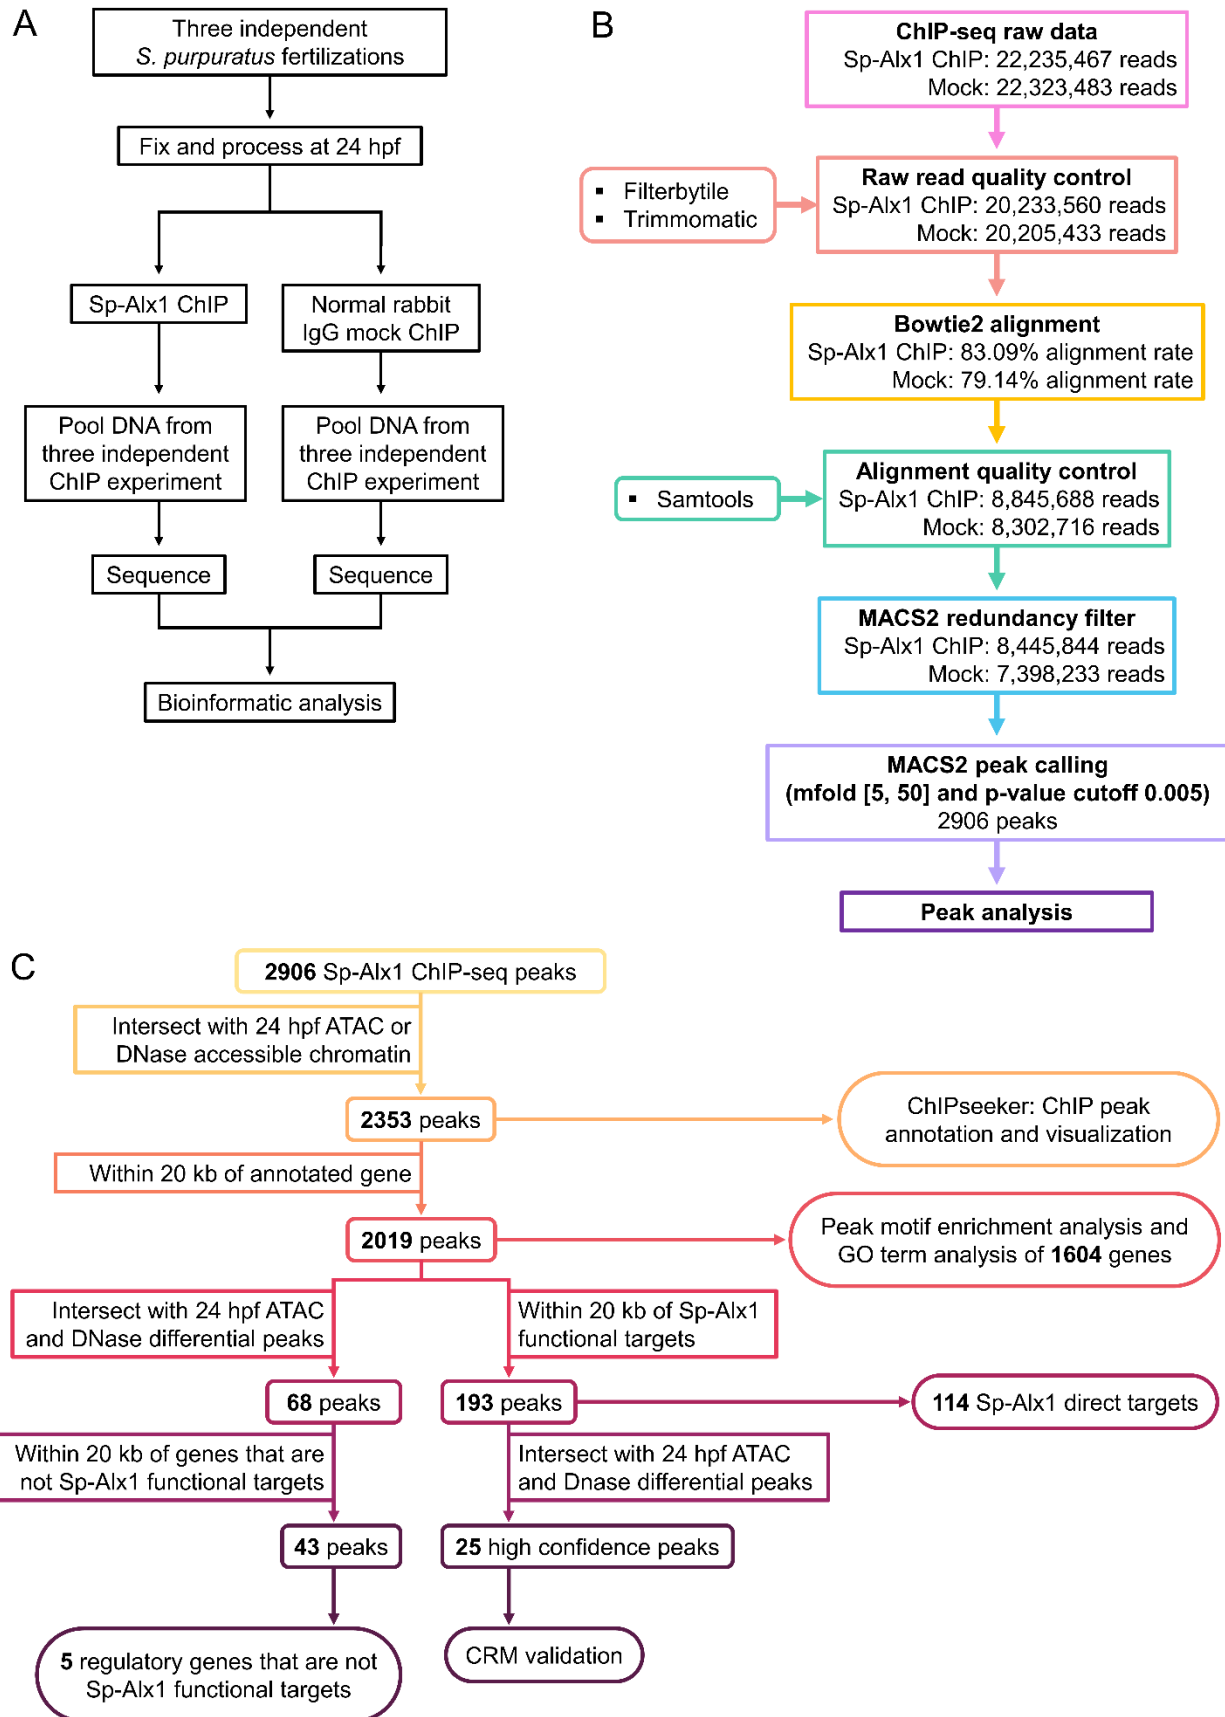 A
Three independent
S. purpuratus fertilizations
Fix and process at 24 hpf
Sp-Alx1 ChIP
Normal rabbit
IgG mock ChIP
Pool DNA from
three independent
ChIP experiment
Pool DNA from
three independent
ChIP experiment
Sequence
Sequence
Bioinformatic analysis
B
ChIP-seq raw data
Sp-Alx1 ChIP: 22,235,467 reads
Mock: 22,323,483 reads
▪ Filterbytile
▪ Trimmomatic
Raw read quality control
Sp-Alx1 ChIP: 20,233,560 reads
Mock: 20,205,433 reads
Bowtie2 alignment
Sp-Alx1 ChIP: 83.09% alignment rate
Mock: 79.14% alignment rate
▪ Samtools
Alignment quality control
Sp-Alx1 ChIP: 8,845,688 reads
Mock: 8,302,716 reads
MACS2 redundancy filter
Sp-Alx1 ChIP: 8,445,844 reads
Mock: 7,398,233 reads
MACS2 peak calling
(mfold [5, 50] and p-value cutoff 0.005)
2906 peaks
Peak analysis
C
2906 Sp-Alx1 ChIP-seq peaks
Intersect with 24 hpf ATAC or
DNase accessible chromatin
2353 peaks
ChIPseeker: ChIP peak
annotation and visualization
Within 20 kb of annotated gene
2019 peaks
Peak motif enrichment analysis and
GO term analysis of 1604 genes
Intersect with 24 hpf ATAC
and DNase differential peaks
Within 20 kb of Sp-Alx1
functional targets
68 peaks
193 peaks
114 Sp-Alx1 direct targets
Within 20 kb of genes that are
not Sp-Alx1 functional targets
Intersect with 24 hpf ATAC
and Dnase differential peaks
43 peaks
25 high confidence peaks
5 regulatory genes that are not
Sp-Alx1 functional targets
CRM validation